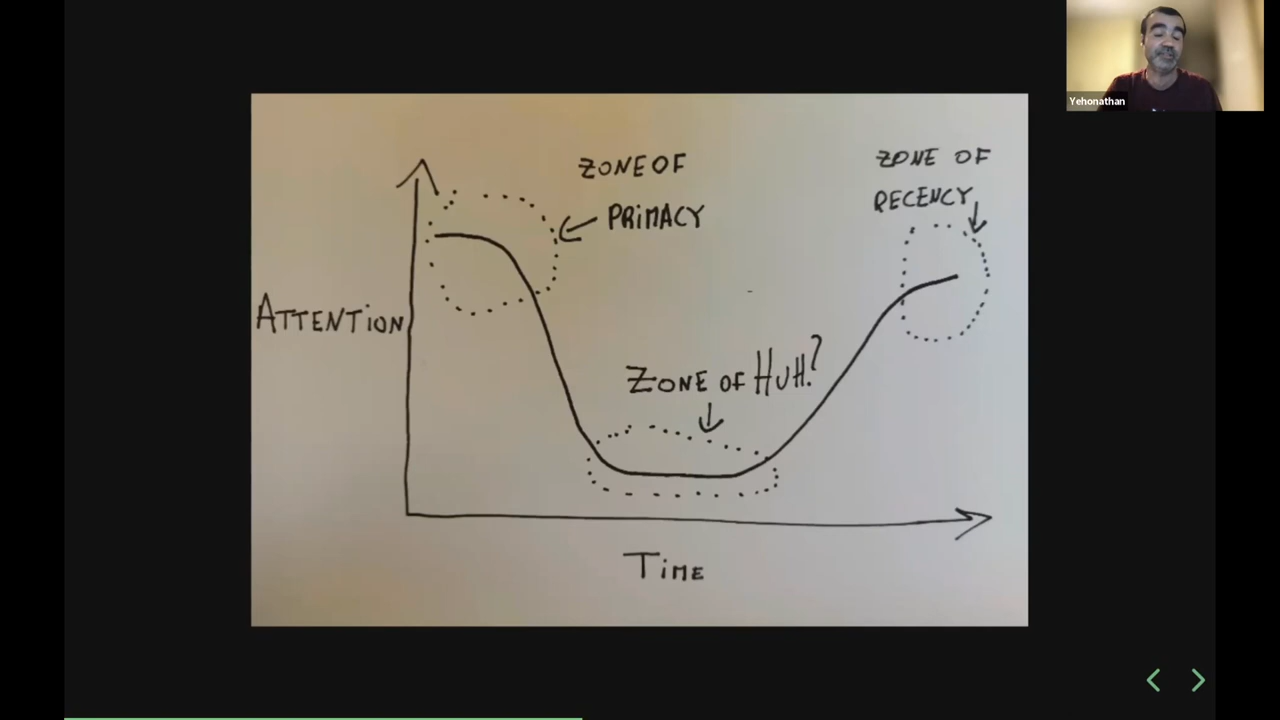 Yehonathan
ZONE OF
PRIMACY
ZONE OF
RECENCY
ATTENTION
ZONE OF HUH?
TIME